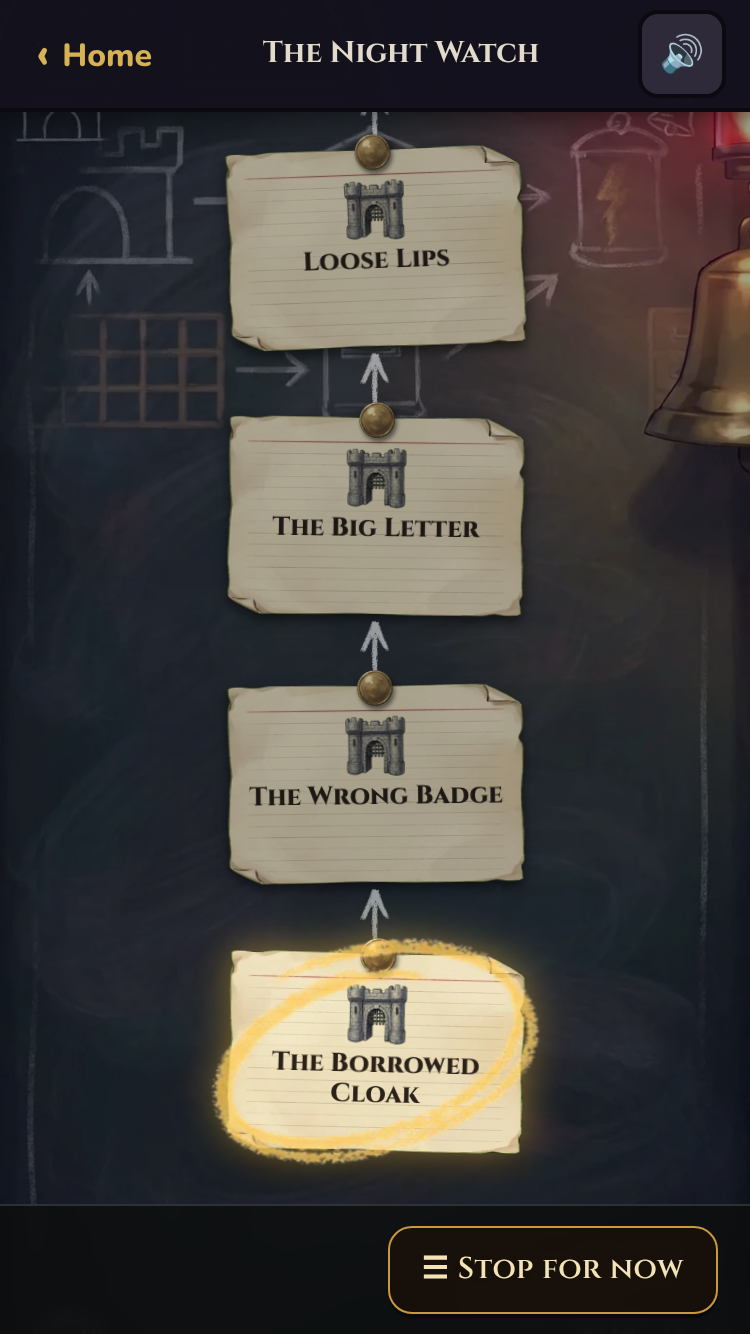 ‹ Home
The Night Watch
Loose Lips
The Big Letter
The Wrong Badge
The Borrowed
Cloak
☰ Stop for now